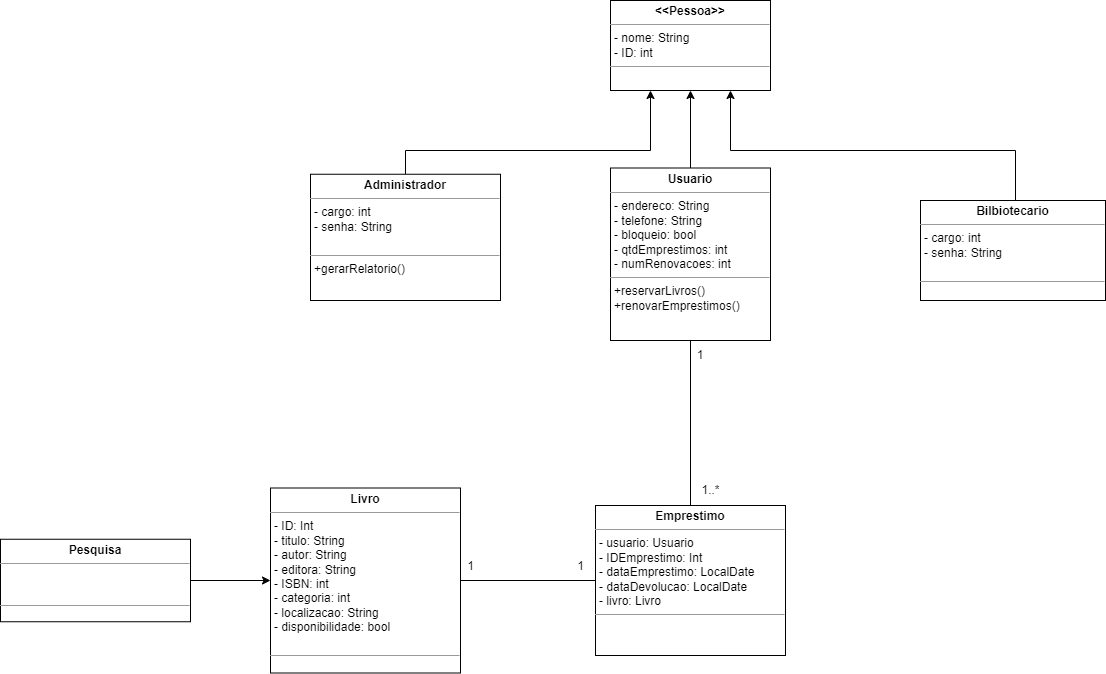 <<Pessoa>>
- nome: String
- ID: int
Administrador
- cargo: int
- senha: String
+gerarRelatorio()
Usuario
- endereco: String
- telefone: String
- bloqueio: bool
- qtdEmprestimos: int
- numRenovacoes: int
+reservarLivros()
+renovarEmprestimos()
Bilbiotecario
- cargo: int
- senha: String
1
1..*
Pesquisa
Livro
- ID: Int
- titulo: String
- autor: String
- editora: String
- ISBN: int
- categoria: int
- localizacao: String
- disponibilidade: bool
1
1
Emprestimo
- usuario: Usuario
- IDEmprestimo: Int
- dataEmprestimo: LocalDate
- dataDevolucao: LocalDate
- livro: Livro